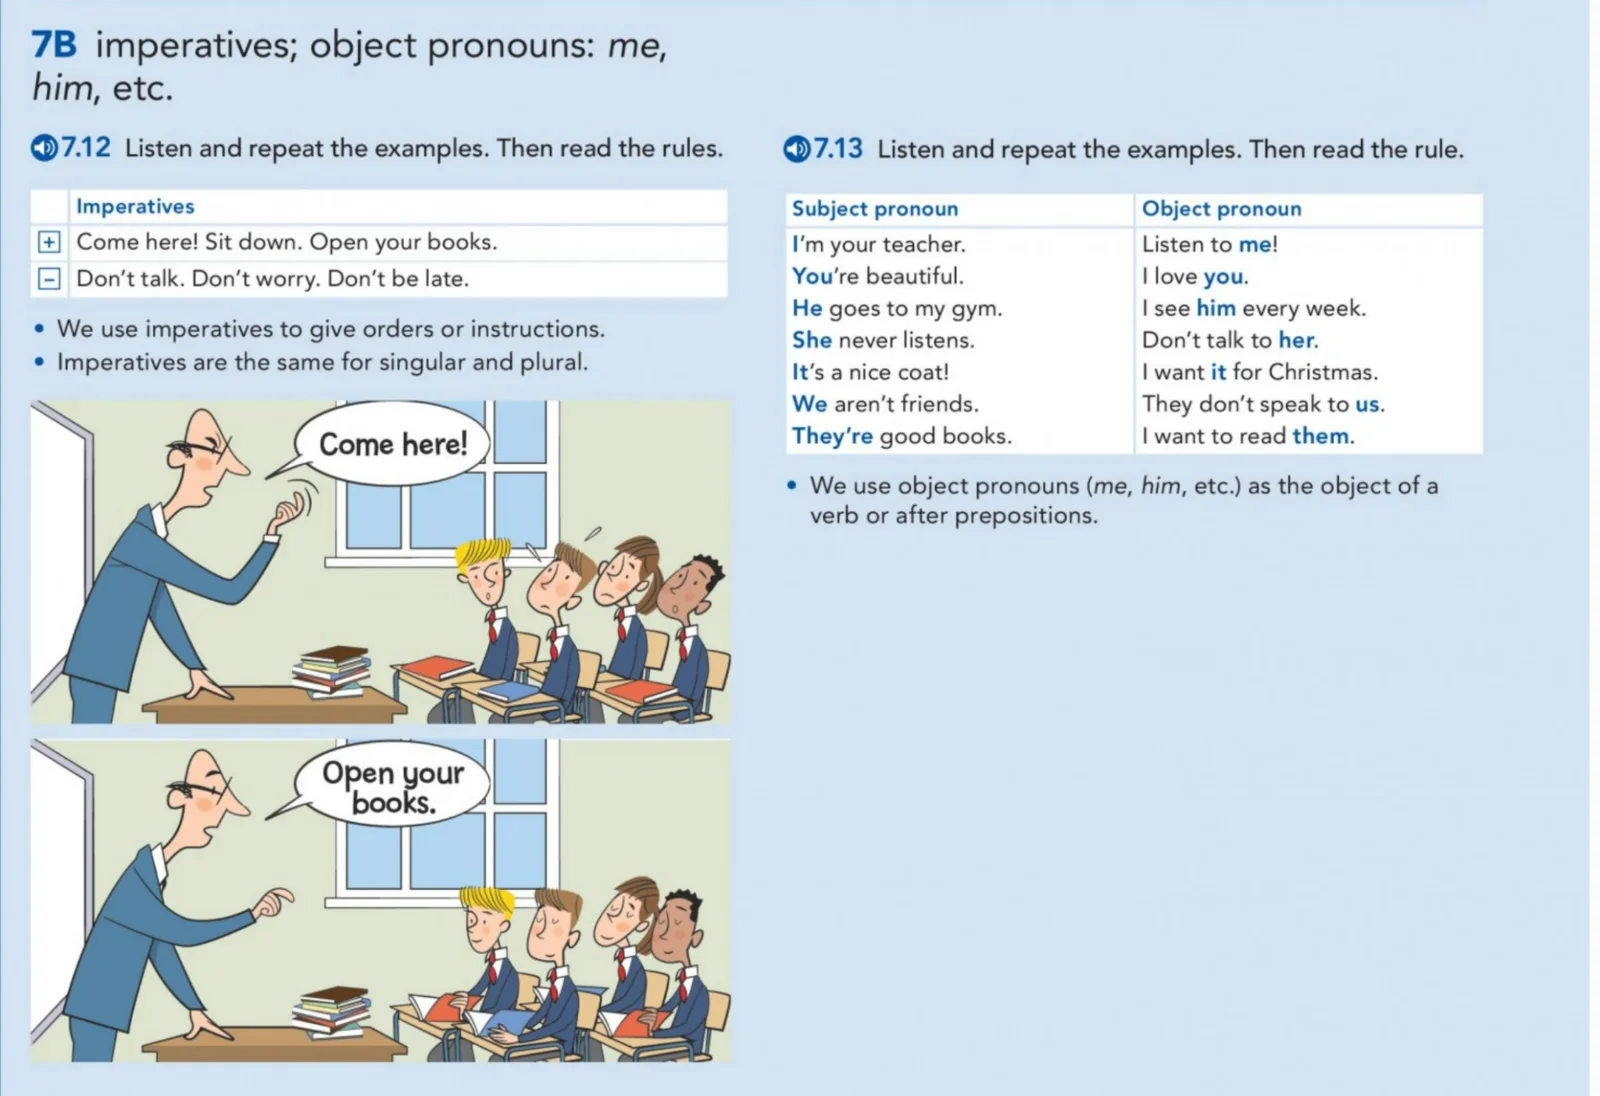 7B imperatives; object pronouns: me,
him, etc.
7.12 Listen and repeat the examples. Then read the rules.
Imperatives
+ Come here! Sit down. Open your books.
− Don't talk. Don't worry. Don't be late.
• We use imperatives to give orders or instructions.
• Imperatives are the same for singular and plural.
Come here!
Open your
books.
7.13 Listen and repeat the examples. Then read the rule.
Subject pronoun Object pronoun
I'm your teacher. Listen to me!
You're beautiful. I love you.
He goes to my gym. I see him every week.
She never listens. Don't talk to her.
It's a nice coat! I want it for Christmas.
We aren't friends. They don't speak to us.
They're good books. I want to read them.
• We use object pronouns (me, him, etc.) as the object of a
verb or after prepositions.